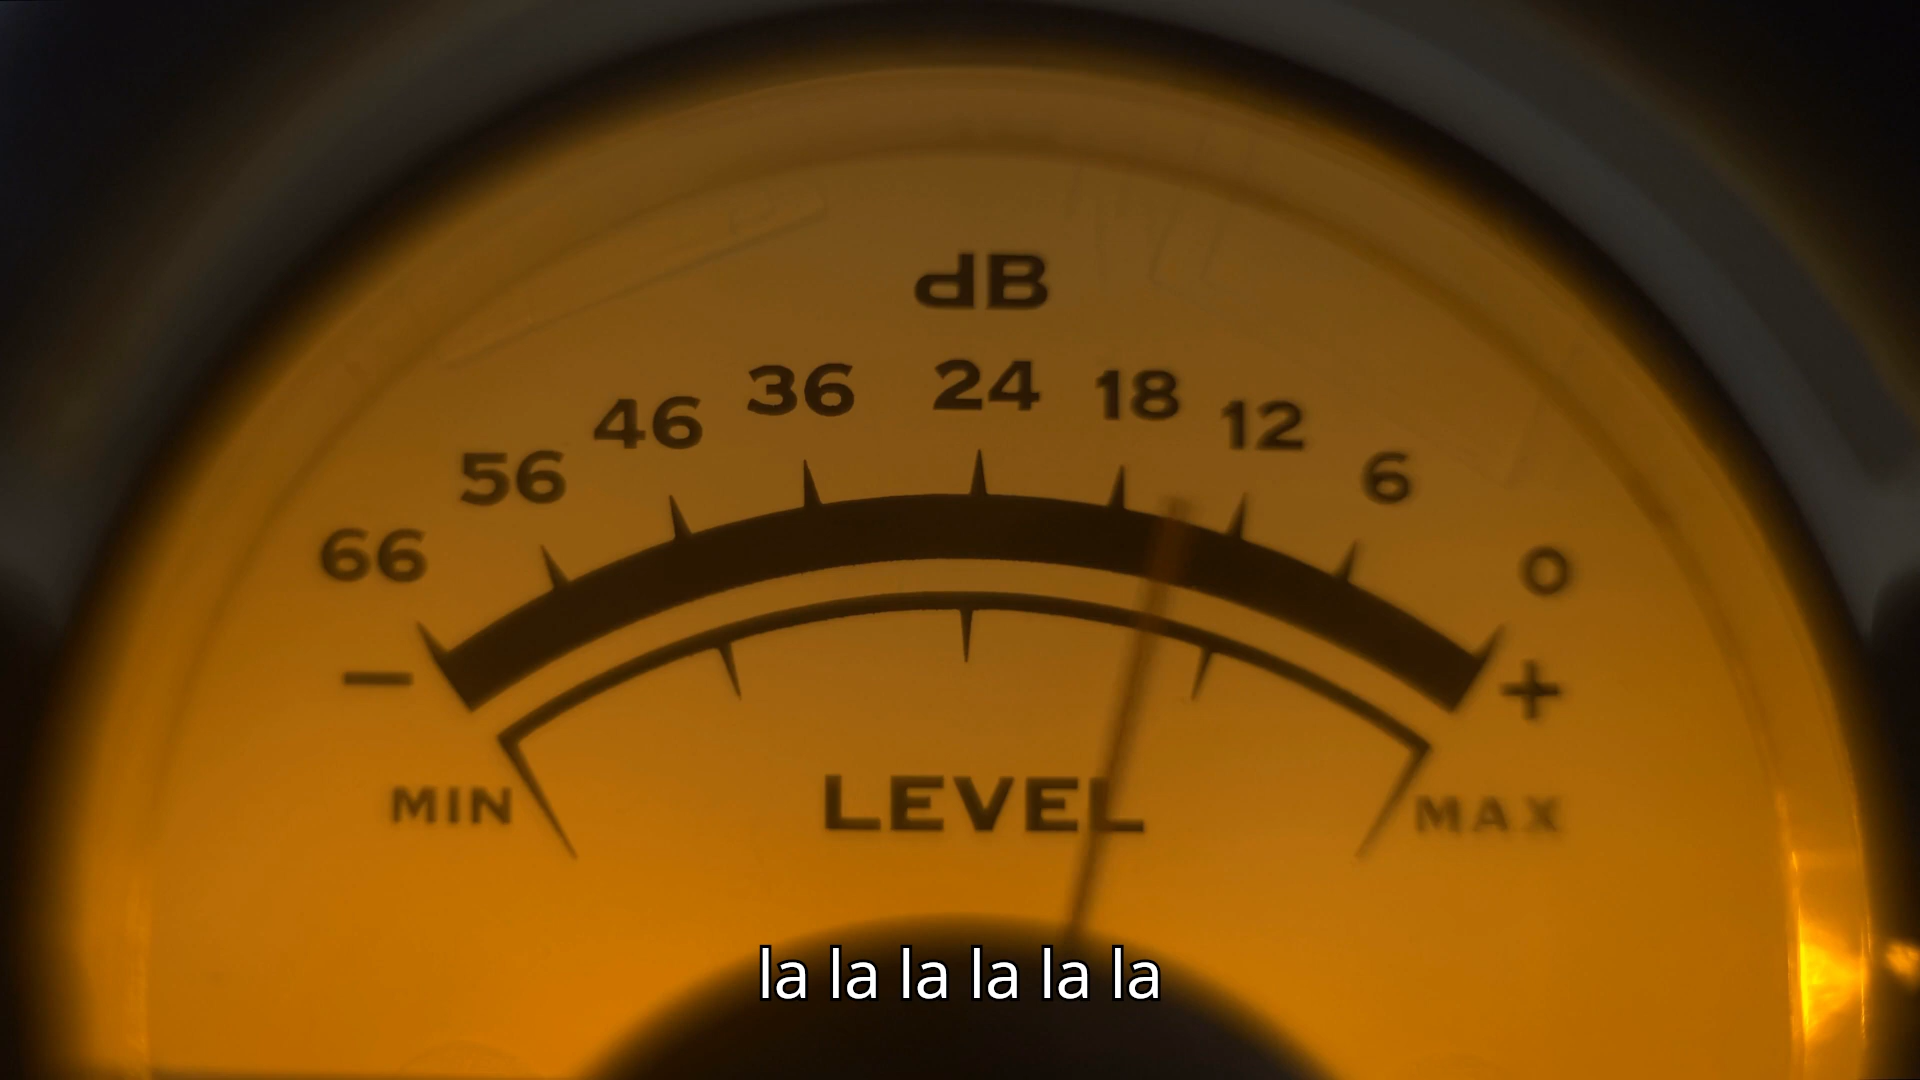 dB
66 56 46 36 24 18 12 6 0
− +
MIN LEVEL MAX
la la la la la la